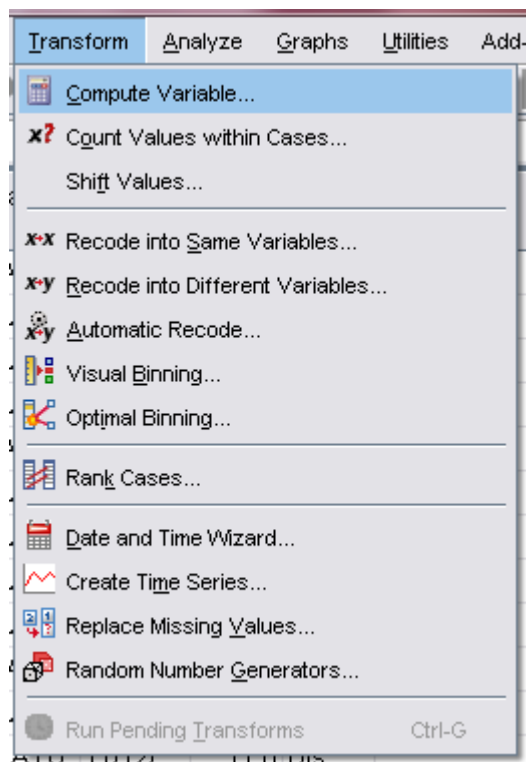 Transform Analyze Graphs Utilities Add-
Compute Variable...
Count Values within Cases...
Shift Values...
Recode into Same Variables...
Recode into Different Variables...
Automatic Recode...
Visual Binning...
Optimal Binning...
Rank Cases...
Date and Time Wizard...
Create Time Series...
Replace Missing Values...
Random Number Generators...
Run Pending Transforms Ctrl-G